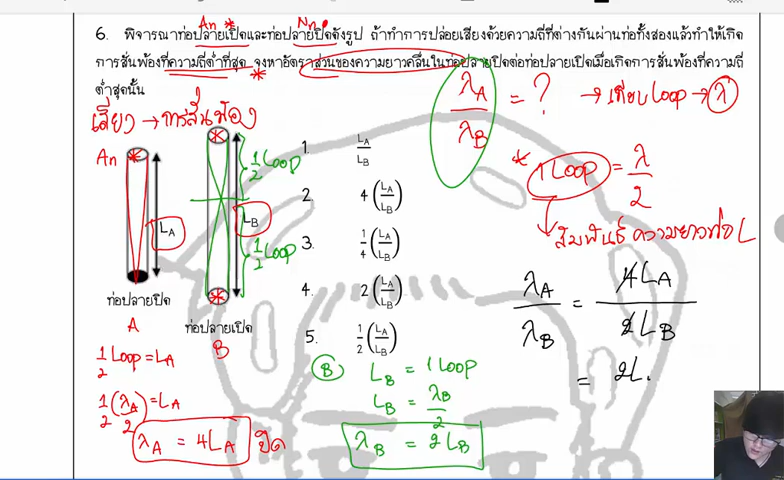 An * Nn
6. พิจารณาท่อปลายเปิดและท่อปลายปิดดังรูป ถ้าทำการปล่อยเสียงด้วยความถี่ที่ต่างกันผ่านท่อทั้งสองแล้วทำให้เกิด
การสั่นพ้องที่ความถี่ต่ำที่สุด จงหาอัตราส่วนของความยาวคลื่นในท่อปลายปิดต่อท่อปลายเปิดเมื่อเกิดการสั่นพ้องที่ความถี่
ต่ำสุดนั้น
λA/λB = ? → เทียบ Loop → λ
เสียง → การสั่นพ้อง
An
LA
LB
1/2 Loop
1/2 Loop
* 1 Loop = λ/2
สัมพันธ์ ความยาวท่อ L
1. LA/LB
2. 4(LA/LB)
3. 1/4(LA/LB)
4. 2(LA/LB)
5. 1/2(LA/LB)
ท่อปลายปิด
A
ท่อปลายเปิด
B
1/2 Loop = LA
1/2(λA/2) = LA
λA = 4LA ปิด
B LB = 1 Loop
LB = λB/2
λB = 2LB
λA/λB = 4LA/2LB
= 2L